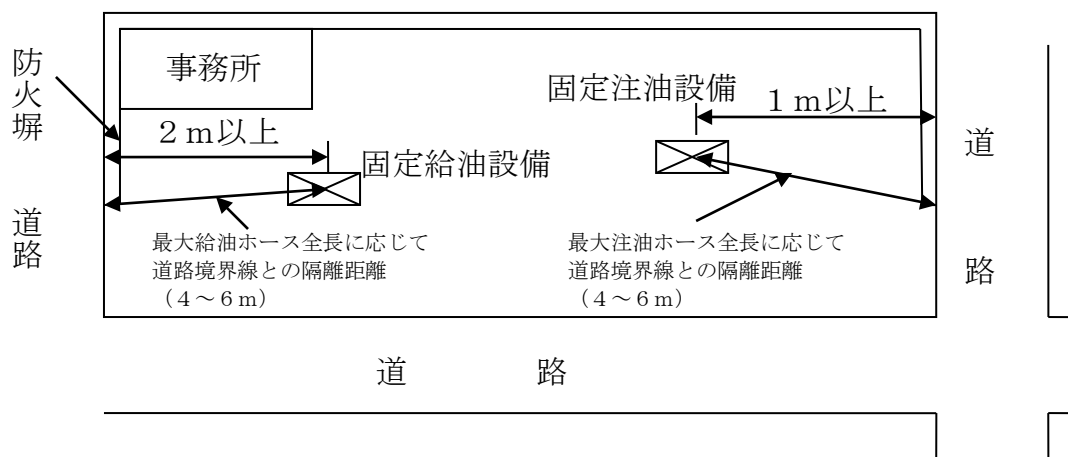 防火塀
事務所
固定注油設備
１ｍ以上
２ｍ以上
固定給油設備
道路
道路
最大給油ホース全長に応じて
道路境界線との隔離距離
（４～６ｍ）
最大注油ホース全長に応じて
道路境界線との隔離距離
（４～６ｍ）
道路